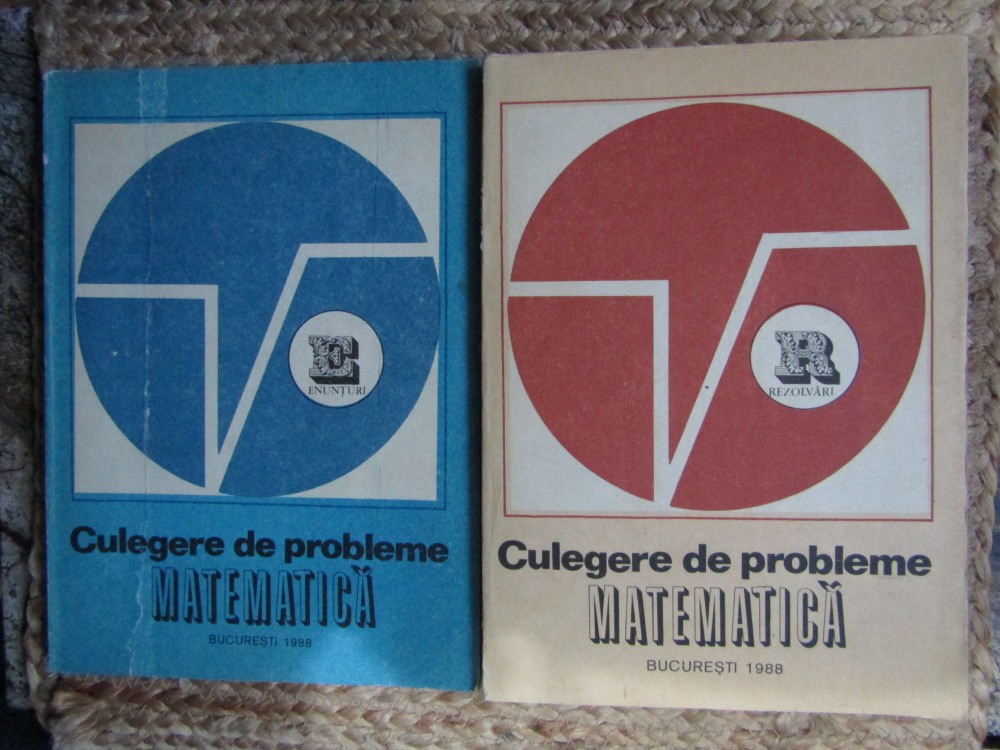 E
ENUNȚURI
Culegere de probleme
MATEMATICĂ
BUCUREȘTI 1988
R
REZOLVĂRI
Culegere de probleme
MATEMATICĂ
BUCUREȘTI 1988